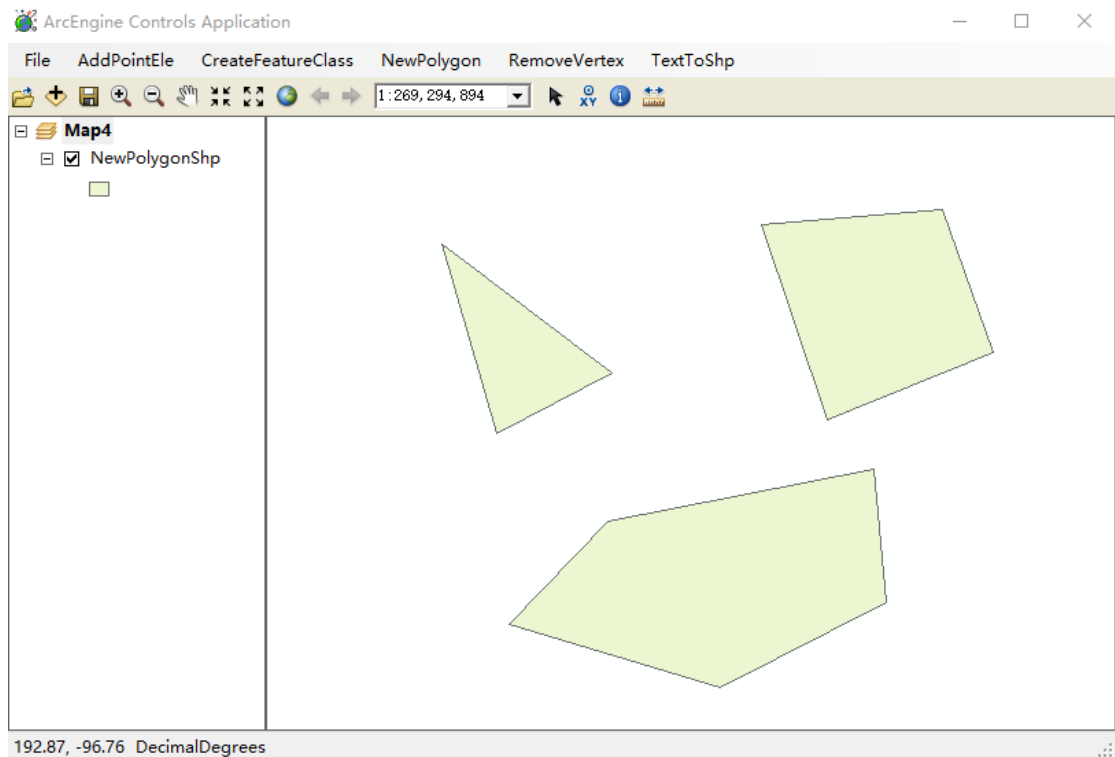 ArcEngine Controls Application
File AddPointEle CreateFeatureClass NewPolygon RemoveVertex TextToShp
1:269,294,894 XY
Map4
NewPolygonShp
192.87, -96.76 DecimalDegrees